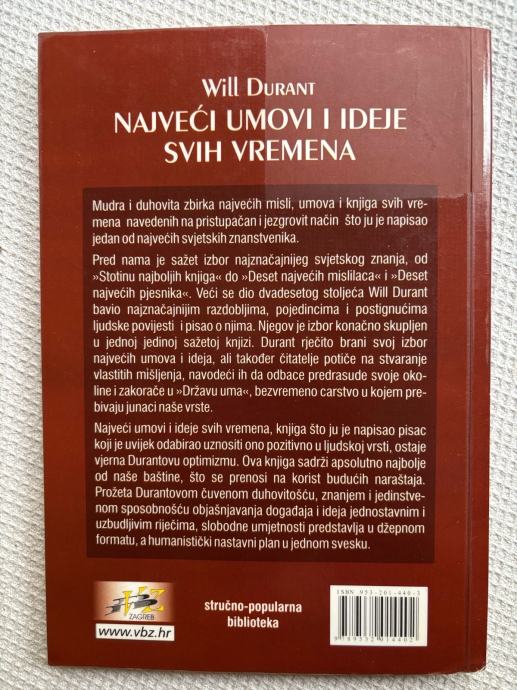 Will Durant
NAJVEĆI UMOVI I IDEJE
SVIH VREMENA
Mudra i duhovita zbirka najvećih misli, umova i knjiga svih vre-
mena navedenih na pristupačan i jezgrovit način što ju je napisao
jedan od najvećih svjetskih znanstvenika.
Pred nama je sažet izbor najznačajnijeg svjetskog znanja, od
»Stotinu najboljih knjiga« do »Deset najvećih mislilaca« i »Deset
najvećih pjesnika«. Veći se dio dvadesetog stoljeća Will Durant
bavio najznačajnijim razdobljima, pojedincima i postignućima
ljudske povijesti i pisao o njima. Njegov je izbor konačno skupljen
u jednoj jedinoj sažetoj knjizi. Durant rječito brani svoj izbor
najvećih umova i ideja, ali također čitatelje potiče na stvaranje
vlastitih mišljenja, navodeći ih da odbace predrasude svoje oko-
line i zakorače u »Državu uma«, bezvremeno carstvo u kojem pre-
bivaju junaci naše vrste.
Najveći umovi i ideje svih vremena, knjiga što ju je napisao pisac
koji je uvijek odabirao uznositi ono pozitivno u ljudskoj vrsti, ostaje
vjerna Durantovu optimizmu. Ova knjiga sadrži apsolutno najbolje
od naše baštine, što se prenosi na korist budućih naraštaja.
Prožeta Durantovom čuvenom duhovitošću, znanjem i jedinstve-
nom sposobnošću objašnjavanja događaja i ideja jednostavnim i
uzbudljivim riječima, slobodne umjetnosti predstavlja u džepnom
formatu, a humanistički nastavni plan u jednom svesku.
VBZ
ZAGREB
www.vbz.hr
stručno-popularna
biblioteka
ISBN 953-201-440-3
9789532014402